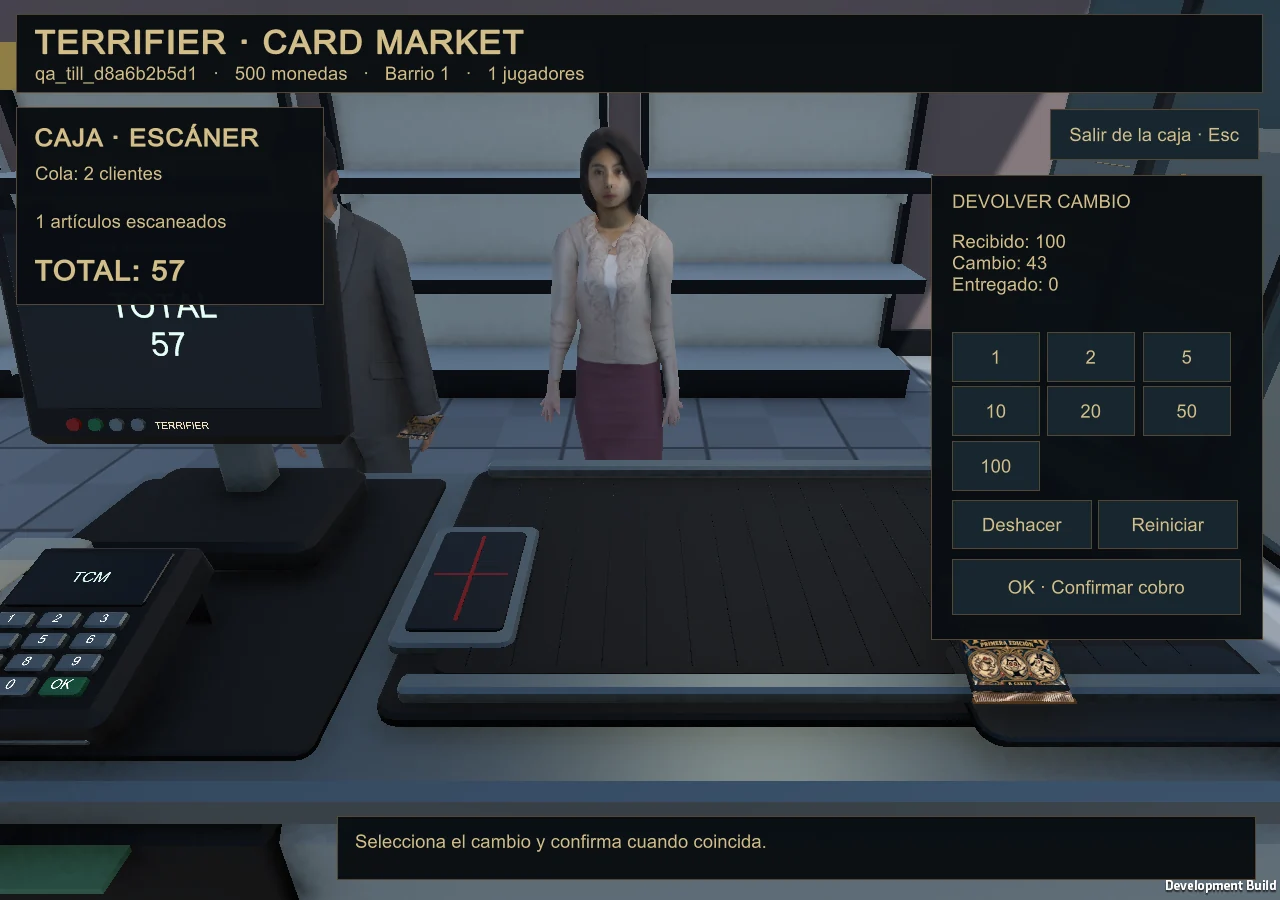 TERRIFIER · CARD MARKET
qa_till_d8a6b2b5d1 · 500 monedas · Barrio 1 · 1 jugadores
CAJA · ESCÁNER
Cola: 2 clientes
1 artículos escaneados
TOTAL: 57
Salir de la caja · Esc
DEVOLVER CAMBIO
Recibido: 100
Cambio: 43
Entregado: 0
1 2 5
10 20 50
100
Deshacer Reiniciar
OK · Confirmar cobro
TOTAL
57
TERRIFIER
TCM
1 2 3
5 6
8 9
0 OK
PRIMERA EDICIÓN
Selecciona el cambio y confirma cuando coincida.
Development Build